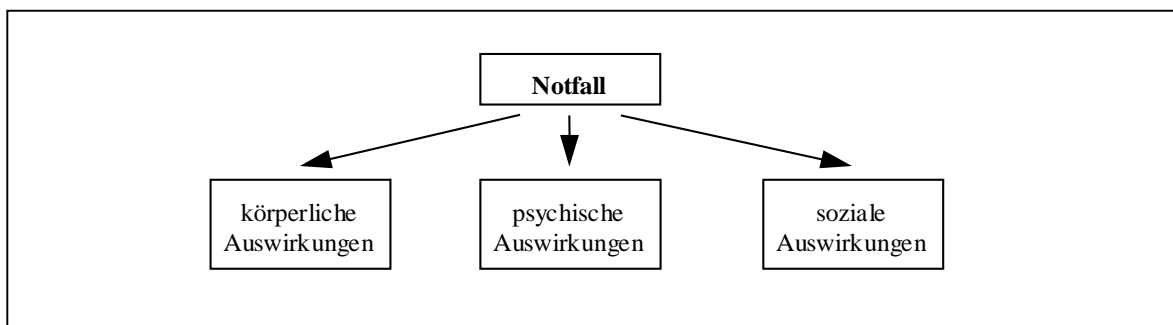 Notfall
körperliche
Auswirkungen
psychische
Auswirkungen
soziale
Auswirkungen